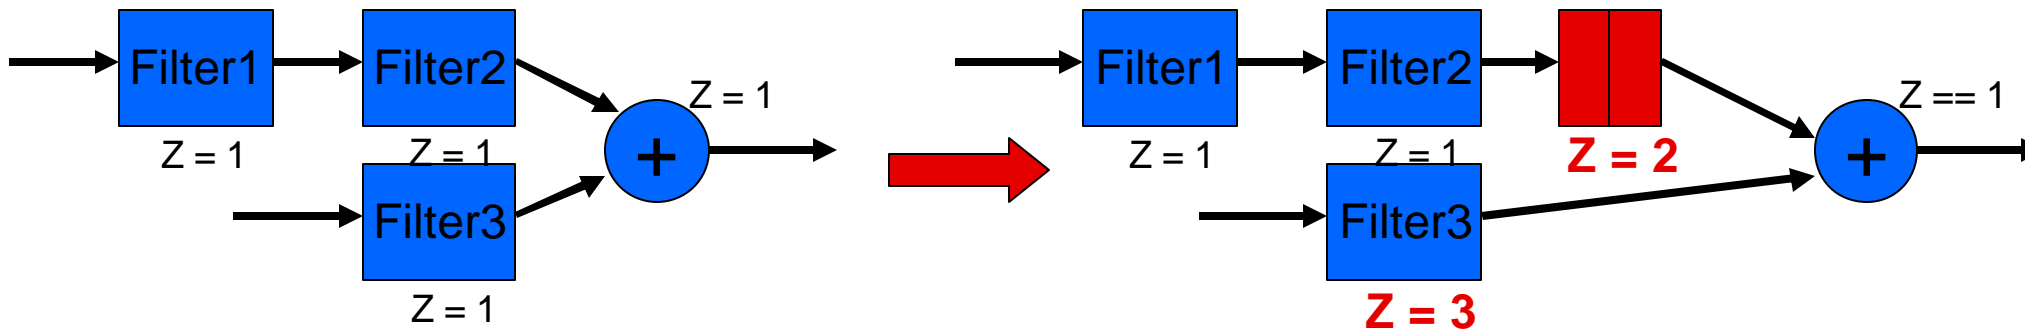 Filter1
Filter2
Z = 1
+
Z = 1
Z = 1
Filter3
Z = 1
Filter1
Filter2
Z == 1
+
Z = 1
Z = 1
Z = 2
Filter3
Z = 3